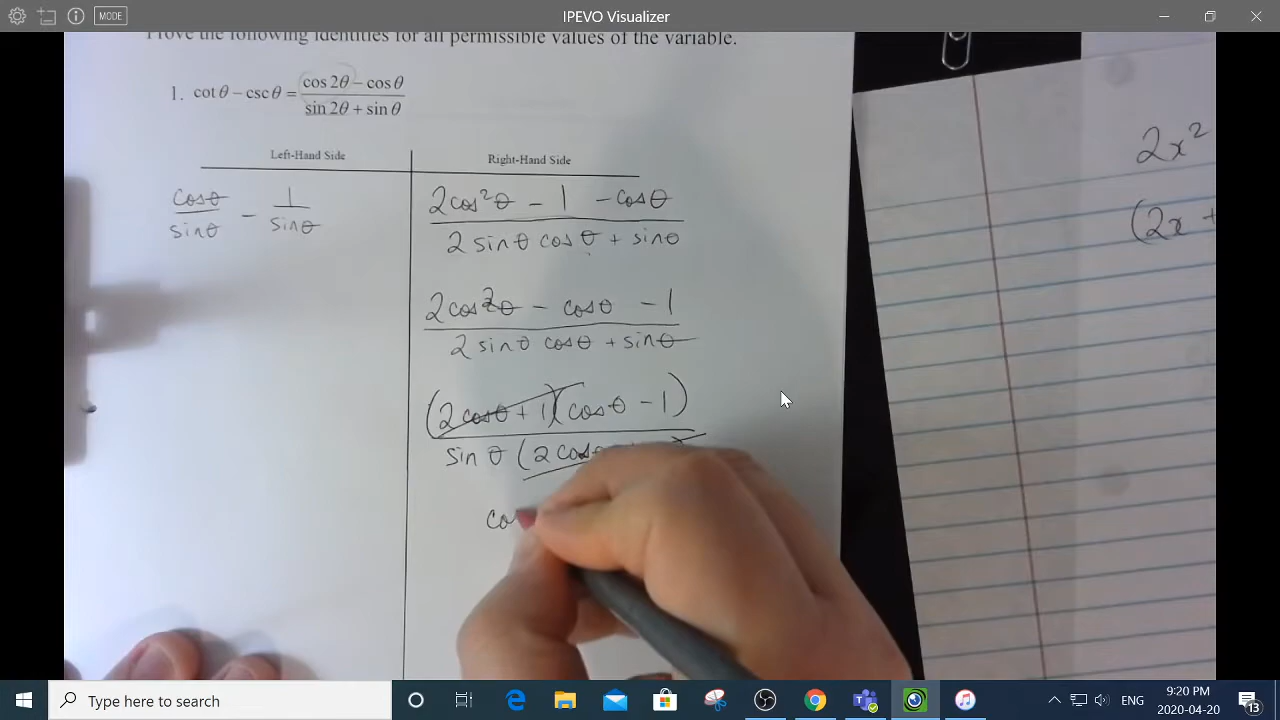 MODE
IPEVO Visualizer
Prove the following identities for all permissible values of the variable.
1. cot θ − csc θ = (cos 2θ − cos θ)/(sin 2θ + sin θ)
Left-Hand Side
Right-Hand Side
cosθ/sinθ − 1/sinθ
2cos²θ − 1 − cosθ
2 sinθ cosθ + sinθ
2cos²θ − cosθ − 1
2 sinθ cosθ + sinθ
(2cosθ + 1)(cosθ − 1)
sin θ (2cos
co
2x²
(2x +
Type here to search
ENG
9:20 PM
2020-04-20
13